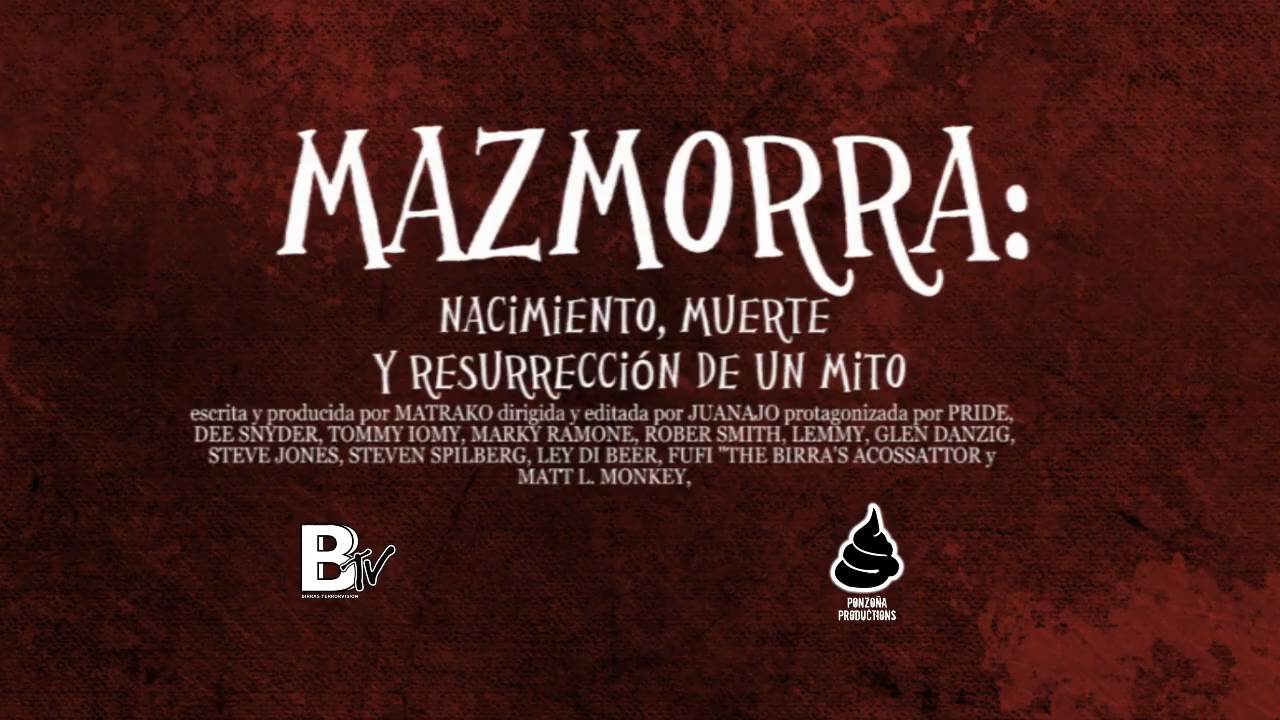 MAZMORRA:
NACiMiENTO, MUERTE
Y RESURRECCiÓN DE UN MiTO
escrita y producida por MATRAKO dirigida y editada por JUANAJO protagonizada por PRIDE,
DEE SNYDER, TOMMY IOMY, MARKY RAMONE, ROBER SMITH, LEMMY, GLEN DANZIG,
STEVE JONES, STEVEN SPILBERG, LEY DI BEER, FUFI "THE BIRRA'S ACOSSATTOR y
MATT L. MONKEY,
BTV
BIRRAS TERRORVISION
PONZOÑA
PRODUCTIONS